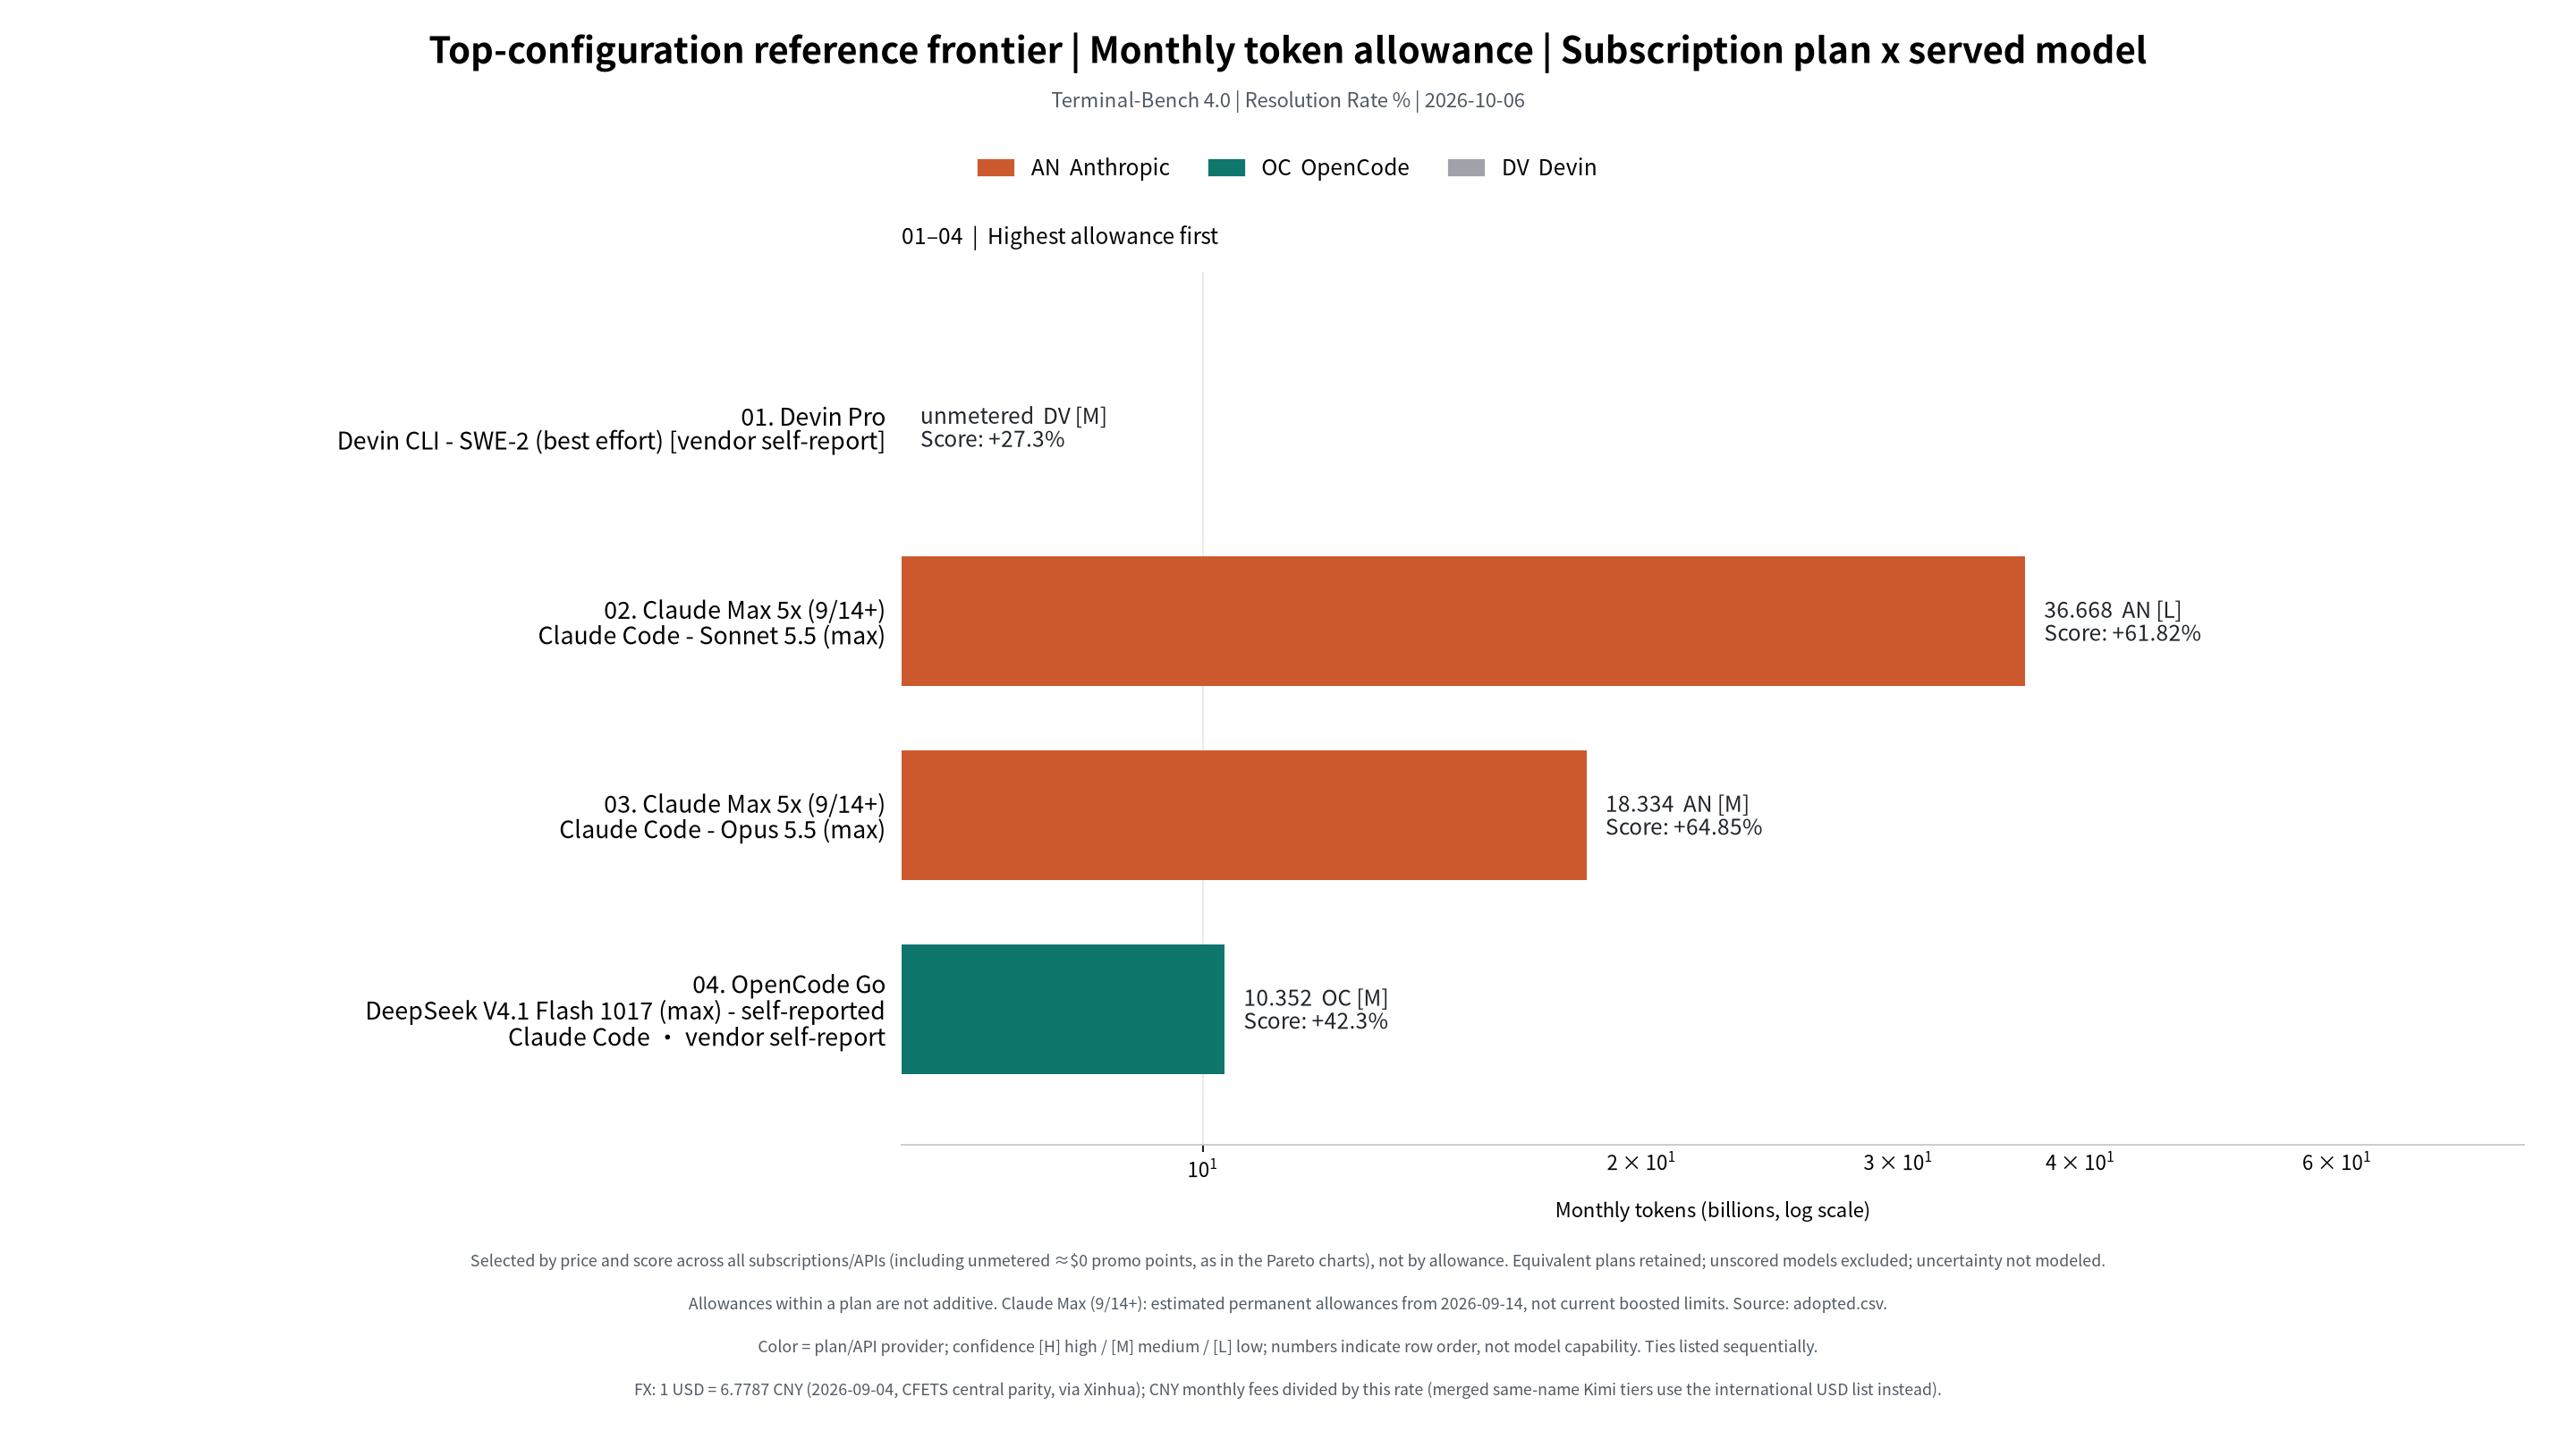 Top-configuration reference frontier | Monthly token allowance | Subscription plan x served model
Terminal-Bench 4.0 | Resolution Rate % | 2026-10-06
AN Anthropic OC OpenCode DV Devin
01–04 | Highest allowance first
01. Devin Pro
Devin CLI - SWE-2 (best effort) [vendor self-report]
unmetered DV [M]
Score: +27.3%
02. Claude Max 5x (9/14+)
Claude Code - Sonnet 5.5 (max)
36.668 AN [L]
Score: +61.82%
03. Claude Max 5x (9/14+)
Claude Code - Opus 5.5 (max)
18.334 AN [M]
Score: +64.85%
04. OpenCode Go
DeepSeek V4.1 Flash 1017 (max) - self-reported
Claude Code • vendor self-report
10.352 OC [M]
Score: +42.3%
10¹ 2 × 10¹ 3 × 10¹ 4 × 10¹ 6 × 10¹
Monthly tokens (billions, log scale)
Selected by price and score across all subscriptions/APIs (including unmetered ≈$0 promo points, as in the Pareto charts), not by allowance. Equivalent plans retained; unscored models excluded; uncertainty not modeled.
Allowances within a plan are not additive. Claude Max (9/14+): estimated permanent allowances from 2026-09-14, not current boosted limits. Source: adopted.csv.
Color = plan/API provider; confidence [H] high / [M] medium / [L] low; numbers indicate row order, not model capability. Ties listed sequentially.
FX: 1 USD = 6.7787 CNY (2026-09-04, CFETS central parity, via Xinhua); CNY monthly fees divided by this rate (merged same-name Kimi tiers use the international USD list instead).